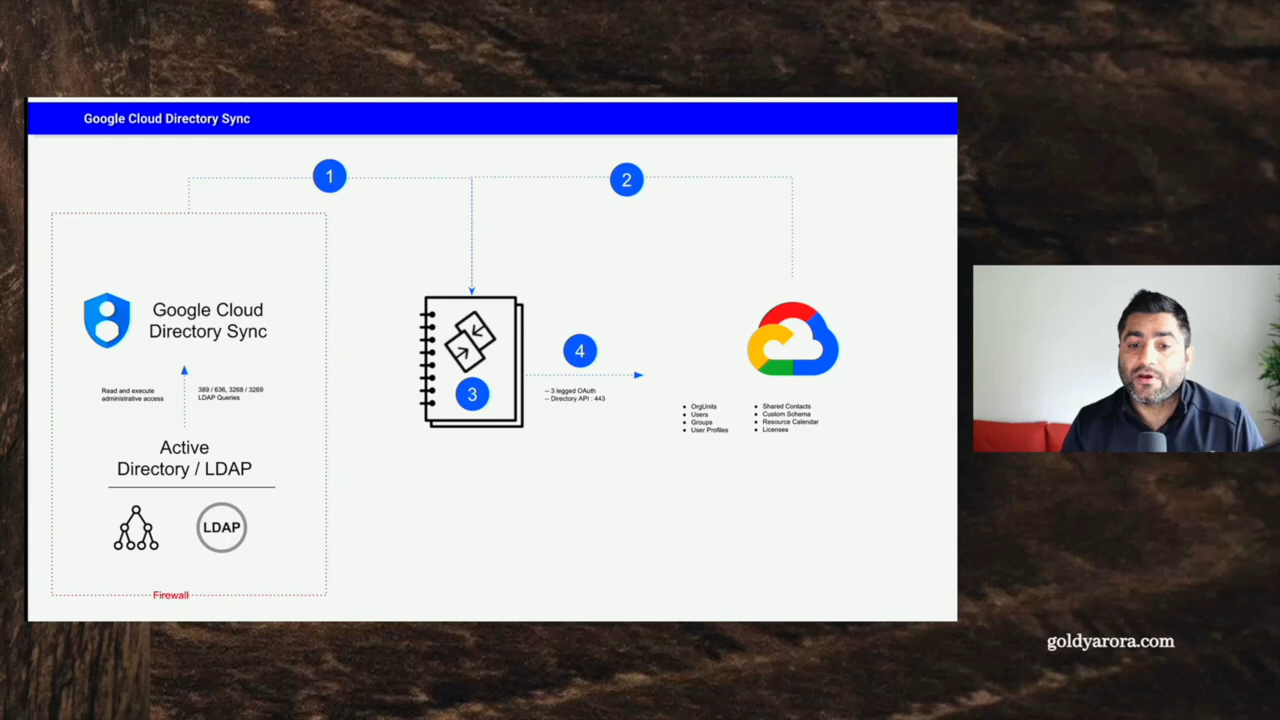 Google Cloud Directory Sync
1
2
Google Cloud
Directory Sync
Read and execute
administrative access
389 / 636, 3268 / 3269
LDAP Queries
Active
Directory / LDAP
LDAP
Firewall
3
4
-- 3 legged OAuth
-- Directory API : 443
OrgUnits
Users
Groups
User Profiles
Shared Contacts
Custom Schema
Resource Calendar
Licenses
goldyarora.com